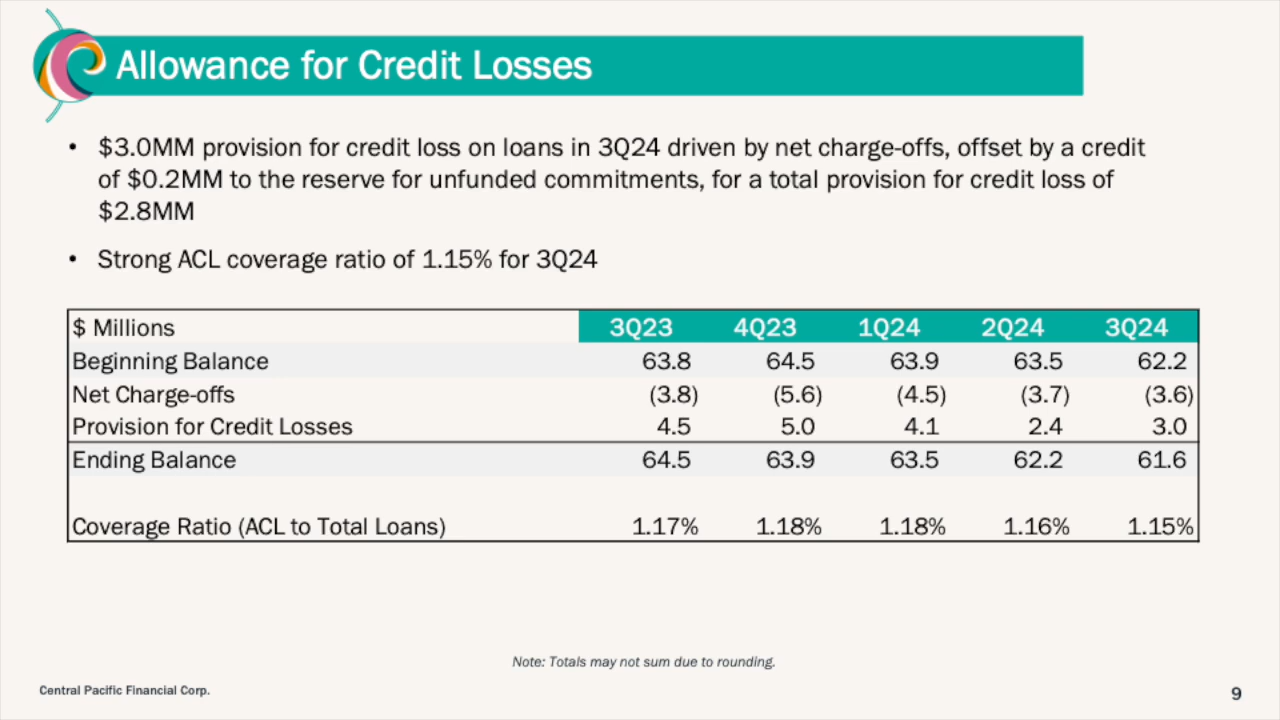 Allowance for Credit Losses
• $3.0MM provision for credit loss on loans in 3Q24 driven by net charge-offs, offset by a credit
of $0.2MM to the reserve for unfunded commitments, for a total provision for credit loss of
$2.8MM
• Strong ACL coverage ratio of 1.15% for 3Q24
$ Millions 3Q23 4Q23 1Q24 2Q24 3Q24
Beginning Balance 63.8 64.5 63.9 63.5 62.2
Net Charge-offs (3.8) (5.6) (4.5) (3.7) (3.6)
Provision for Credit Losses 4.5 5.0 4.1 2.4 3.0
Ending Balance 64.5 63.9 63.5 62.2 61.6
Coverage Ratio (ACL to Total Loans) 1.17% 1.18% 1.18% 1.16% 1.15%
Note: Totals may not sum due to rounding.
Central Pacific Financial Corp. 9